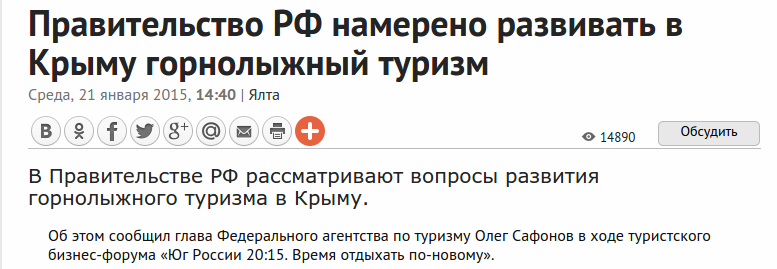 Правительство РФ намерено развивать в
Крыму горнолыжный туризм
Среда, 21 января 2015, 14:40 | Ялта
14890
Обсудить
В Правительстве РФ рассматривают вопросы развития
горнолыжного туризма в Крыму.
Об этом сообщил глава Федерального агентства по туризму Олег Сафонов в ходе туристского
бизнес-форума «Юг России 20:15. Время отдыхать по-новому».